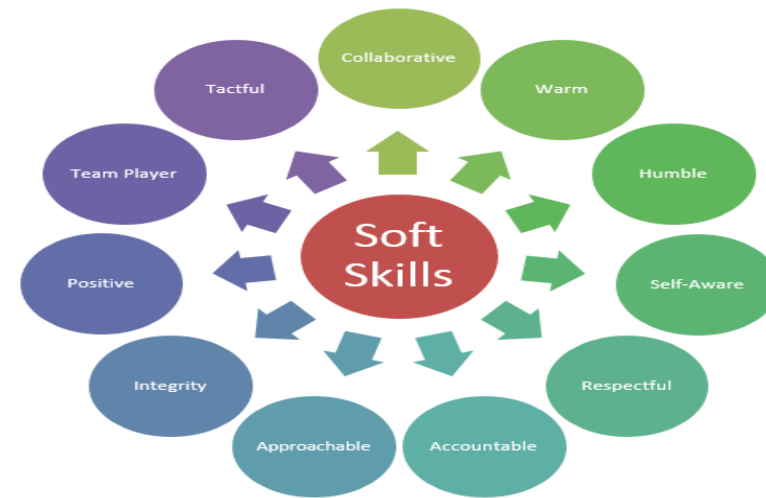 Collaborative
Warm
Humble
Self-Aware
Respectful
Accountable
Approachable
Integrity
Positive
Team Player
Tactful
Soft
Skills